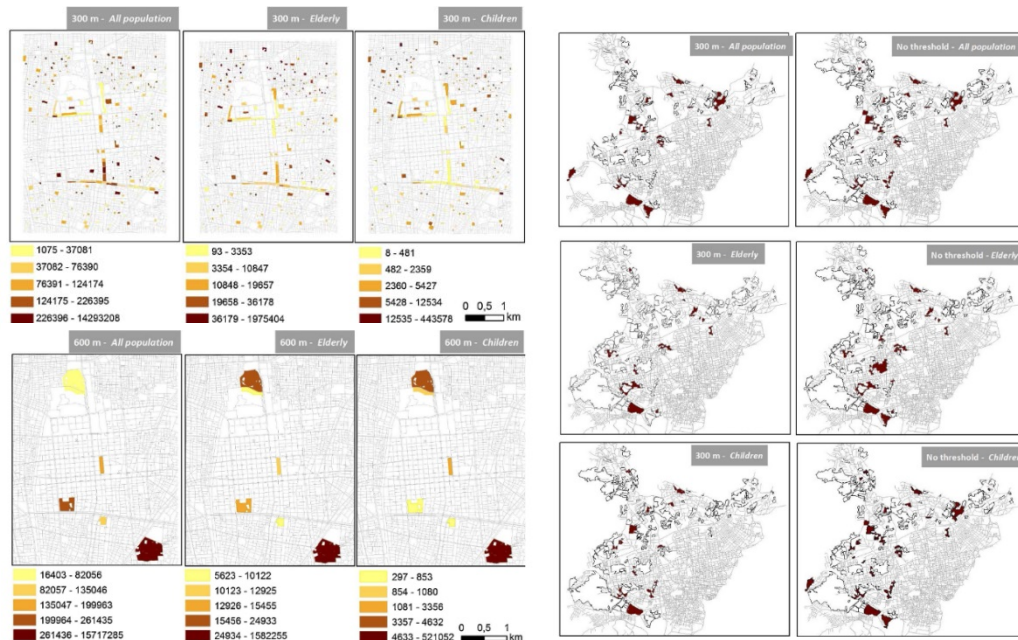 300 m - All population
300 m - Elderly
300 m - Children
1075 - 37081
37082 - 76390
76391 - 124174
124175 - 226395
226396 - 14293208
93 - 3353
3354 - 10847
10848 - 19657
19658 - 36178
36179 - 1975404
8 - 481
482 - 2359
2360 - 5427
5428 - 12534
12535 - 443578
0 0,5 1
km
600 m - All population
600 m - Elderly
600 m - Children
16403 - 82056
82057 - 135046
135047 - 199963
199964 - 261435
261436 - 15717285
5623 - 10122
10123 - 12925
12926 - 15455
15456 - 24933
24934 - 1582255
297 - 853
854 - 1080
1081 - 3356
3357 - 4632
4633 - 521052
0 0,5 1
km
300 m - All population
No threshold - All population
300 m - Elderly
No threshold - Elderly
300 m - Children
No threshold - Children